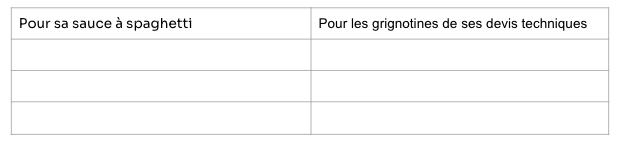 Pour sa sauce à spaghetti
Pour les grignotines de ses devis techniques